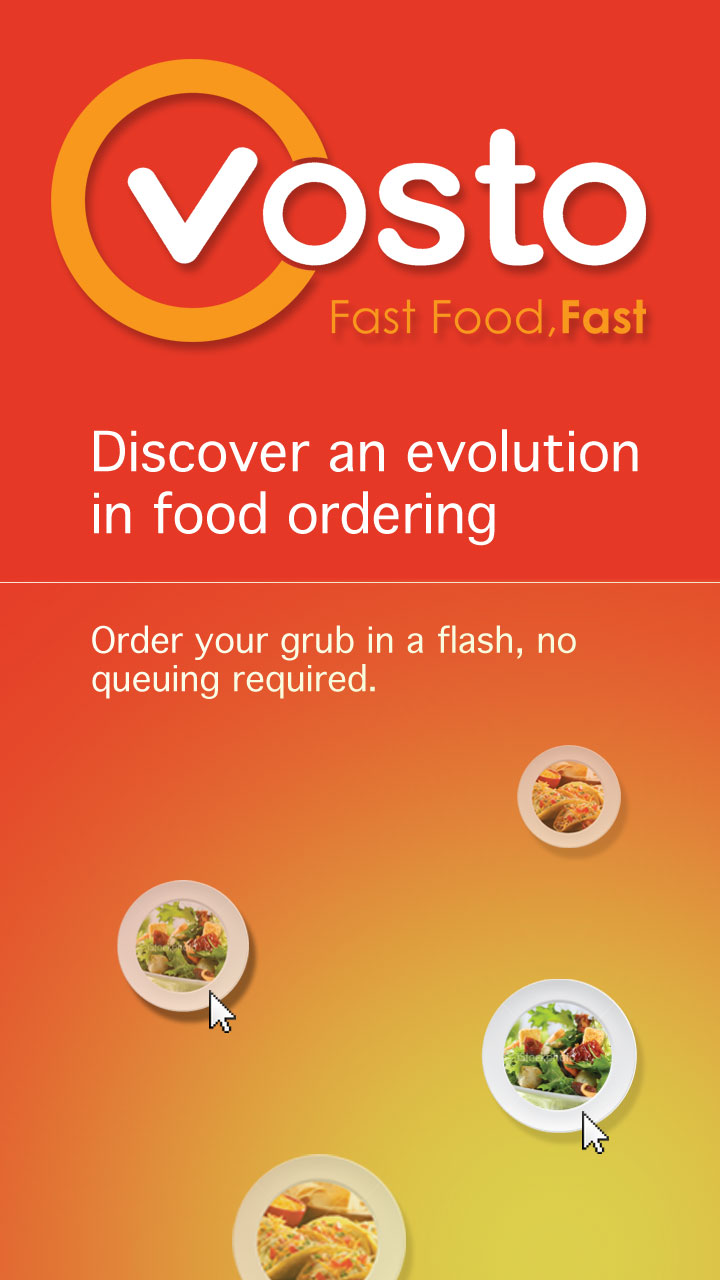 vosto
Fast Food,Fast
Discover an evolution
in food ordering
Order your grub in a flash, no
queuing required.